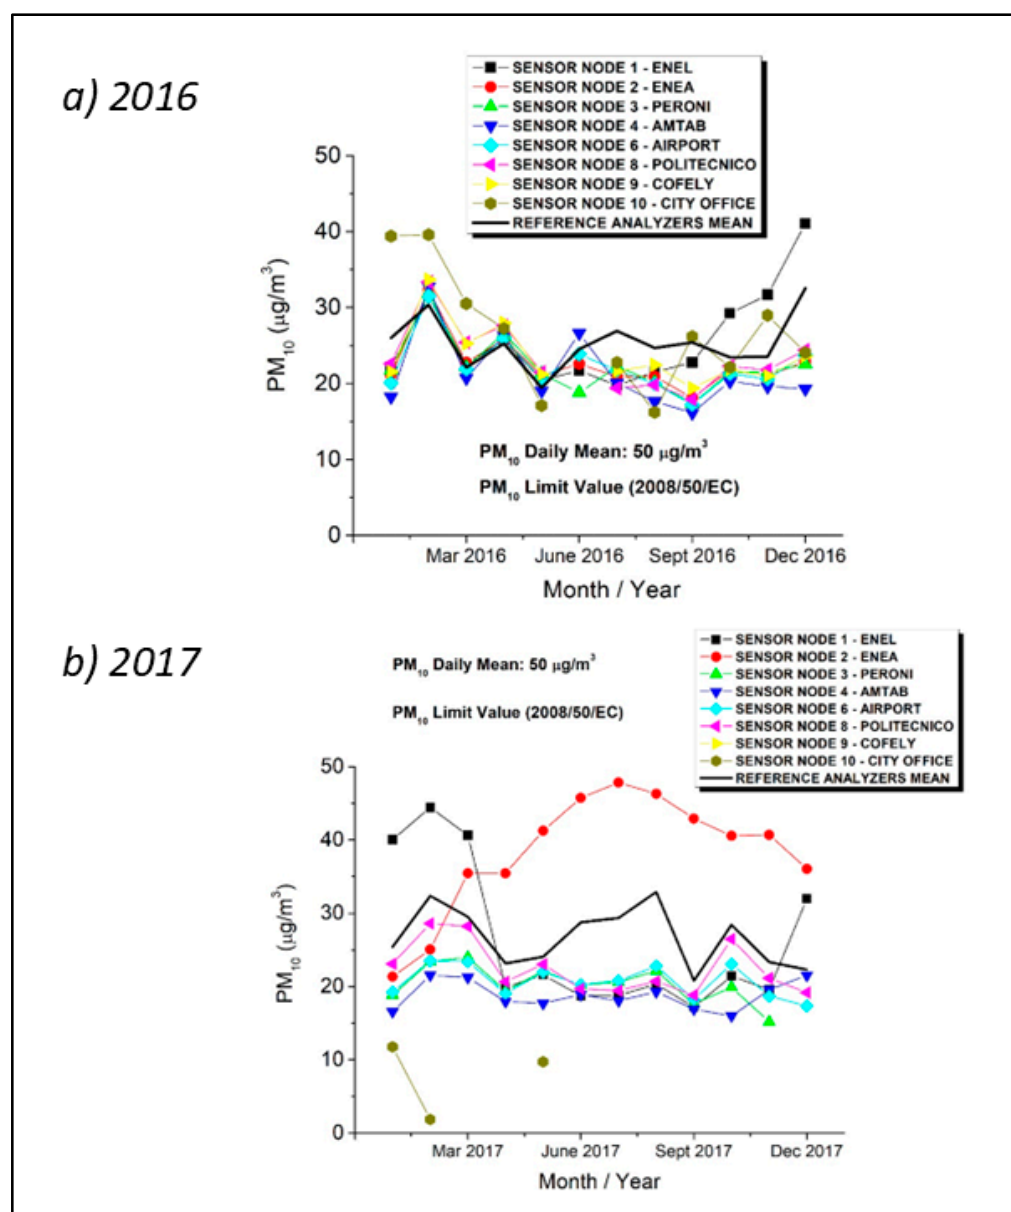 a) 2016
SENSOR NODE 1 - ENEL
SENSOR NODE 2 - ENEA
SENSOR NODE 3 - PERONI
SENSOR NODE 4 - AMTAB
SENSOR NODE 6 - AIRPORT
SENSOR NODE 8 - POLITECNICO
SENSOR NODE 9 - COFELY
SENSOR NODE 10 - CITY OFFICE
REFERENCE ANALYZERS MEAN
50
40
30
20
10
0
PM₁₀ (μg/m³)
PM₁₀ Daily Mean: 50 μg/m³
PM₁₀ Limit Value (2008/50/EC)
Mar 2016 June 2016 Sept 2016 Dec 2016
Month / Year
b) 2017
PM₁₀ Daily Mean: 50 μg/m³
PM₁₀ Limit Value (2008/50/EC)
SENSOR NODE 1 - ENEL
SENSOR NODE 2 - ENEA
SENSOR NODE 3 - PERONI
SENSOR NODE 4 - AMTAB
SENSOR NODE 6 - AIRPORT
SENSOR NODE 8 - POLITECNICO
SENSOR NODE 9 - COFELY
SENSOR NODE 10 - CITY OFFICE
REFERENCE ANALYZERS MEAN
50
40
30
20
10
0
PM₁₀ (μg/m³)
Mar 2017 June 2017 Sept 2017 Dec 2017
Month / Year